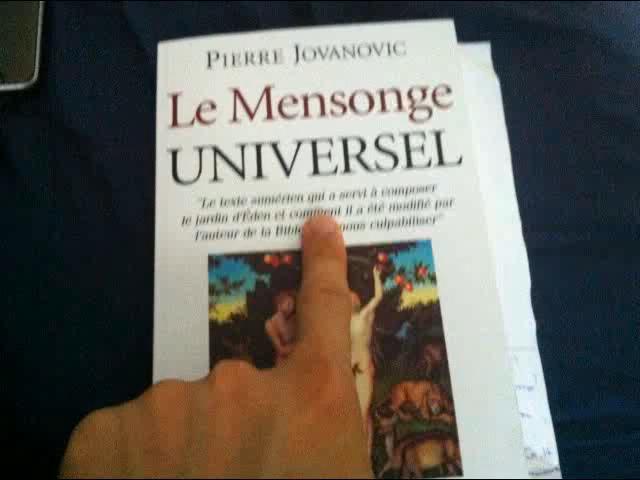 PIERRE JOVANOVIC
Le Mensonge
UNIVERSEL
"Le texte sumérien qui a servi à composer
le jardin d'Éden et comment il a été modifié par
l'auteur de la Bible nous culpabiliser"